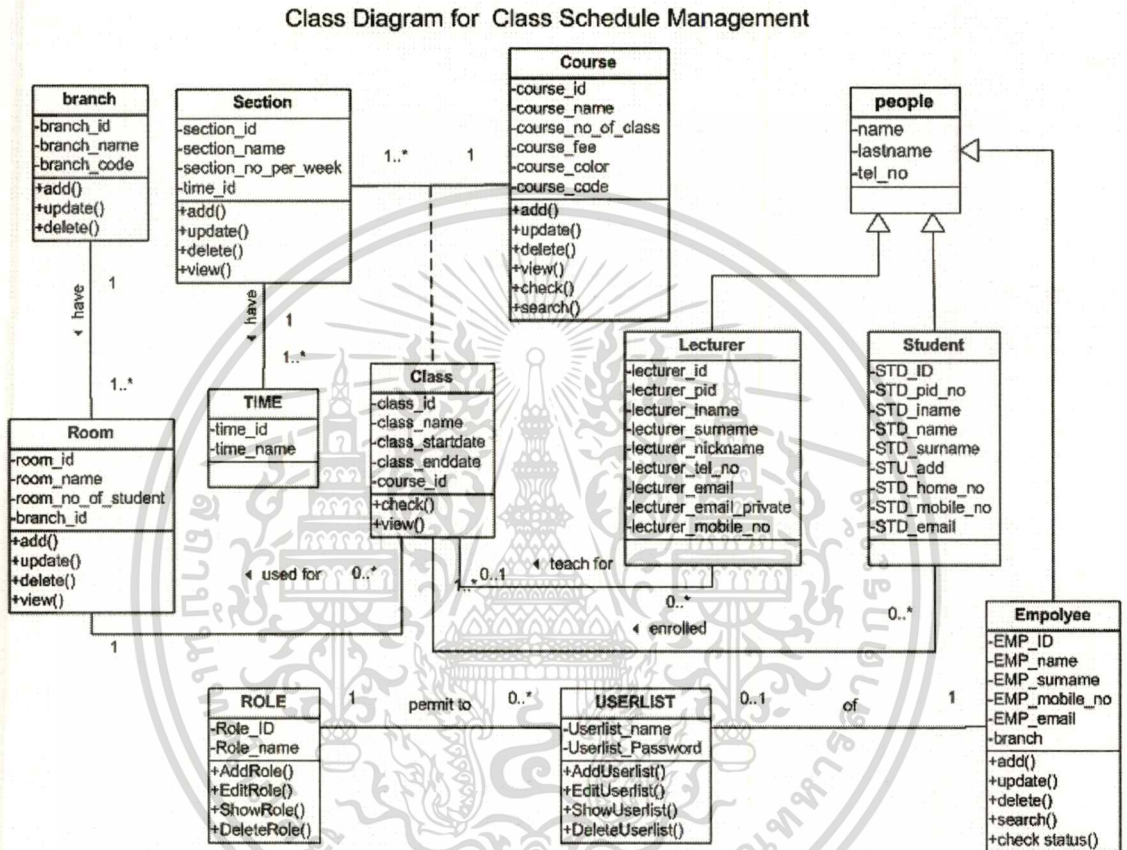 Class Diagram for Class Schedule Management
branch
-branch_id
-branch_name
-branch_code
+add()
+update()
+delete()
Section
-section_id
-section_name
-section_no_per_week
-time_id
+add()
+update()
+delete()
+view()
1..*
1
Course
-course_id
-course_name
-course_no_of_class
-course_fee
-course_color
-course_code
+add()
+update()
+delete()
+view()
+check()
+search()
people
-name
-lastname
-tel_no
◄ have
1
1..*
◄ have
1
1..*
TIME
-time_id
-time_name
Class
-class_id
-class_name
-class_startdate
-class_enddate
-course_id
+check()
+view()
Lecturer
-lecturer_id
-lecturer_pid
-lecturer_iname
-lecturer_surname
-lecturer_nickname
-lecturer_tel_no
-lecturer_email
-lecturer_email_private
-lecturer_mobile_no
Student
-STD_ID
-STD_pid_no
-STD_iname
-STD_name
-STD_surname
-STU_add
-STD_home_no
-STD_mobile_no
-STD_email
Room
-room_id
-room_name
-room_no_of_student
-branch_id
+add()
+update()
+delete()
+view()
◄ used for
0..*
1
1..*
0..1
◄ teach for
0..*
◄ enrolled
0..*
Empolyee
-EMP_ID
-EMP_name
-EMP_surname
-EMP_mobile_no
-EMP_email
-branch
+add()
+update()
+delete()
+search()
+check status()
ROLE
-Role_ID
-Role_name
+AddRole()
+EditRole()
+ShowRole()
+DeleteRole()
1
permit to
0..*
USERLIST
-Userlist_name
-Userlist_Password
+AddUserlist()
+EditUserlist()
+ShowUserlist()
+DeleteUserlist()
0..1
of
1